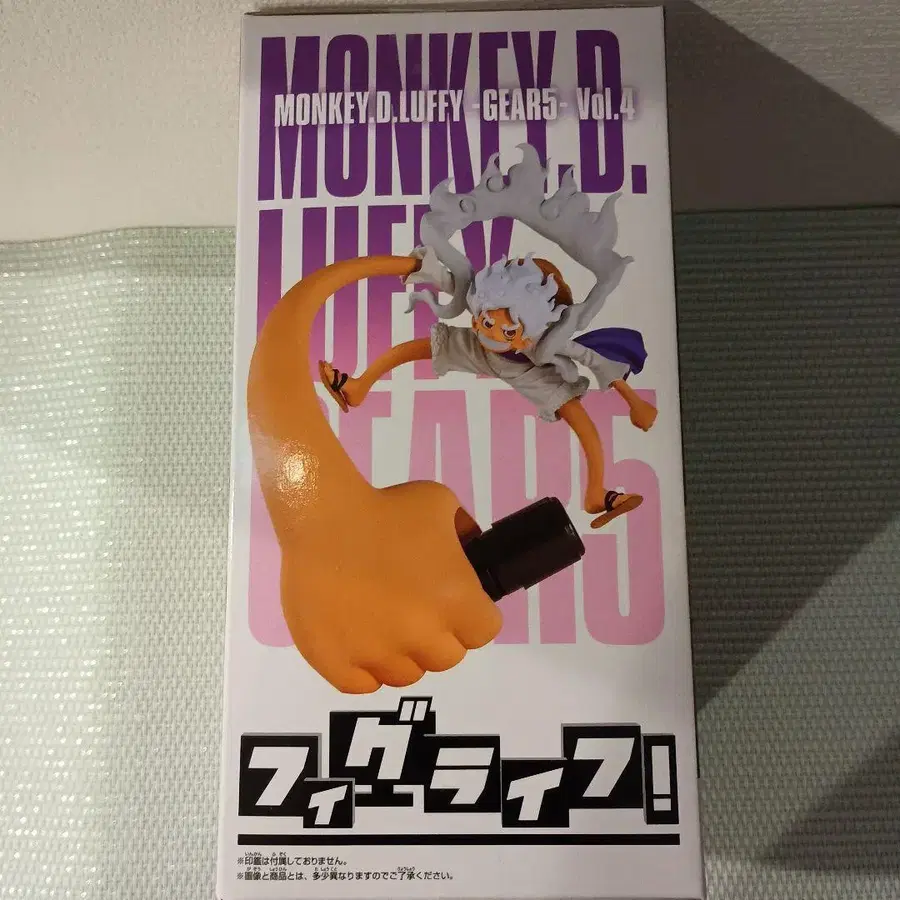 MONKEY.D.
MONKEY.D.LUFFY -GEAR5- Vol.4
LUFFY
GEAR5
フィグライフ!
※印鑑は付属しておりません。
※画像と商品とは、多少異なりますのでご了承ください。